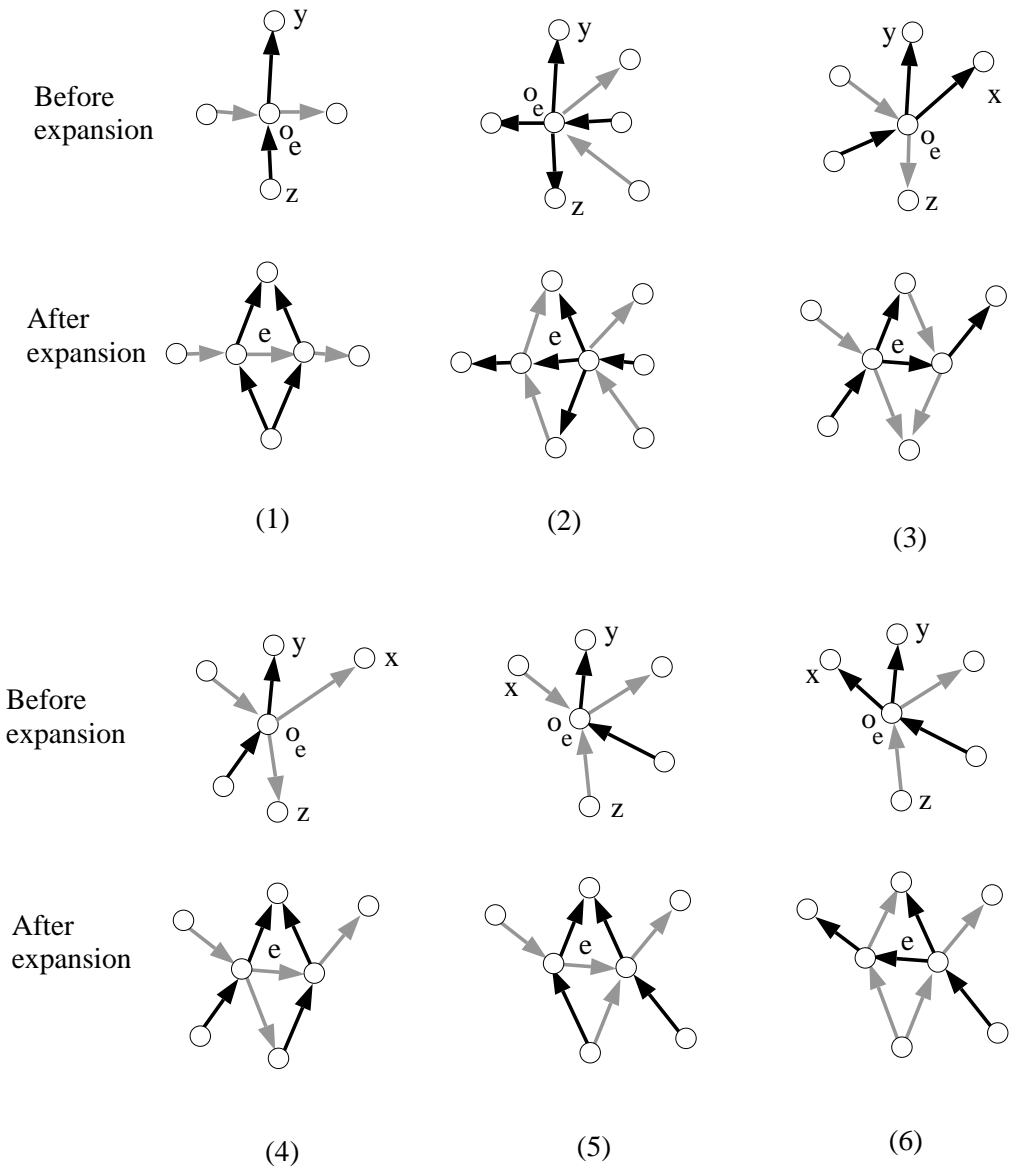 y
y
y
Before
expansion
o
e
z
o
e
z
x
o
e
z
After
expansion
e
e
e
(1)
(2)
(3)
y
x
o
e
z
y
x
o
e
z
y
x
o
e
z
Before
expansion
After
expansion
e
e
e
(4)
(5)
(6)